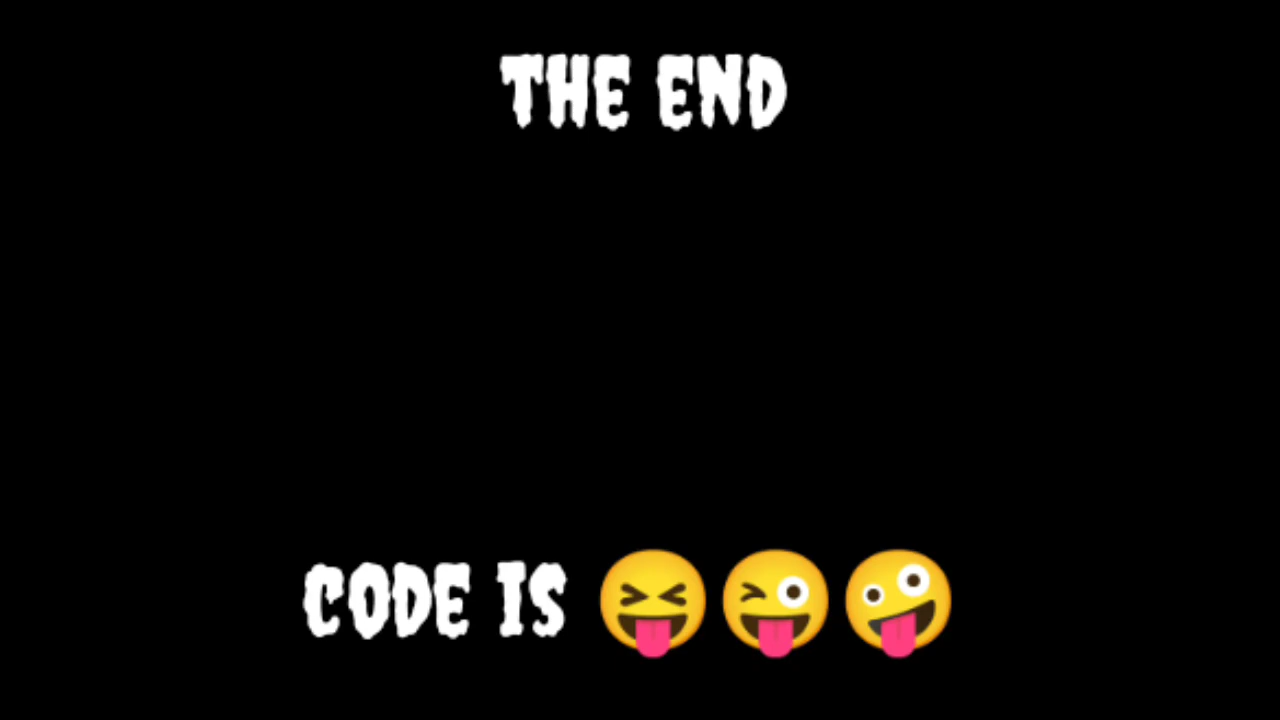 THE END
CODE IS 😝😜🤪